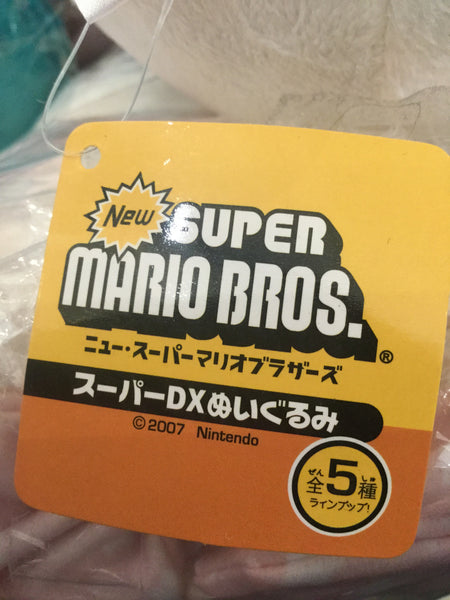 New SUPER
MARIO BROS.®
ニュー・スーパーマリオブラザーズ
スーパーDXぬいぐるみ
©2007 Nintendo
ぜん しゅ
全5種
ラインナップ!